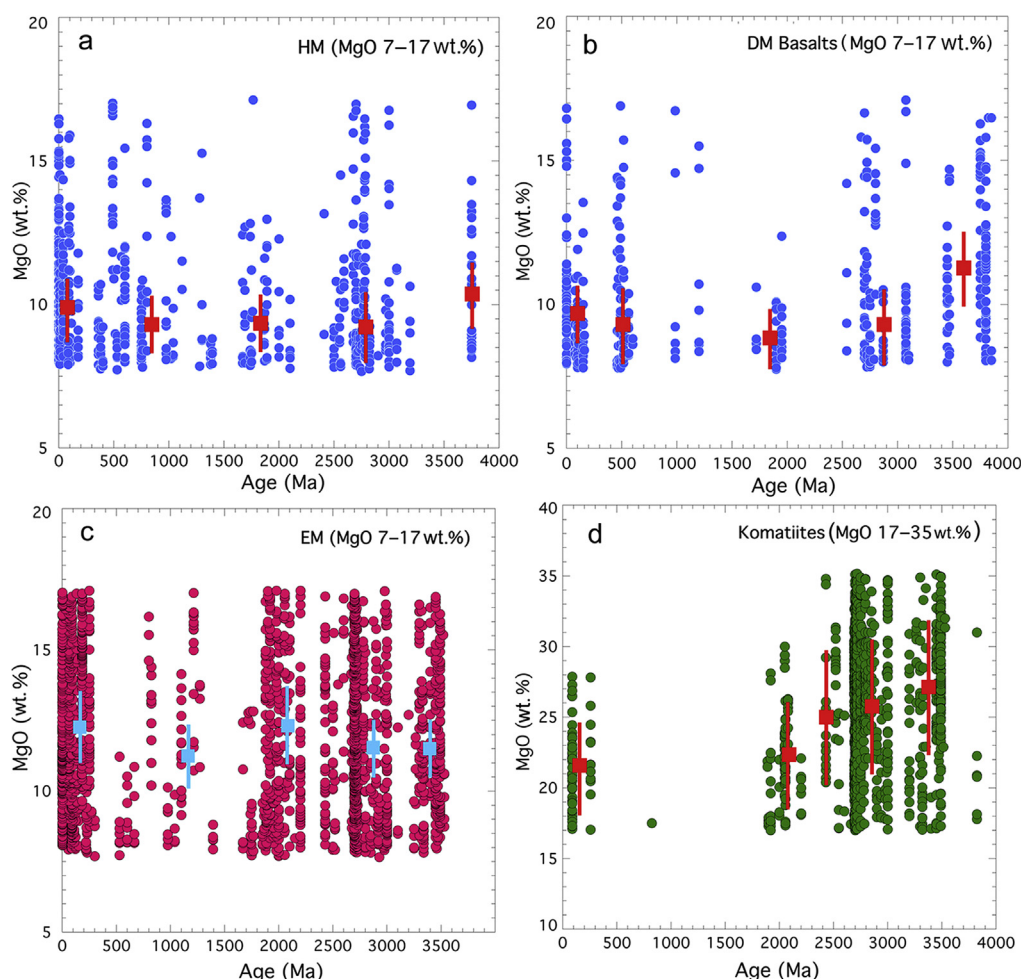 a
HM (MgO 7–17 wt.%)
20
15
10
5
MgO (wt.%)
0 500 1000 1500 2000 2500 3000 3500 4000
Age (Ma)
b
DM Basalts (MgO 7–17 wt.%)
20
15
10
5
MgO (wt.%)
0 500 1000 1500 2000 2500 3000 3500 4000
Age (Ma)
c
EM (MgO 7–17 wt.%)
20
15
10
5
MgO (wt.%)
0 500 1000 1500 2000 2500 3000 3500
Age (Ma)
d
Komatiites (MgO 17–35 wt.%)
40
35
30
25
20
15
10
MgO (wt.%)
0 500 1000 1500 2000 2500 3000 3500 4000
Age (Ma)